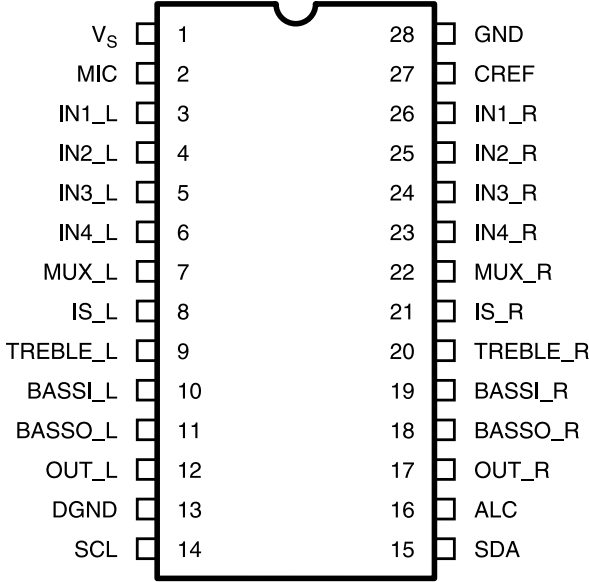 VS 1 28 GND
MIC 2 27 CREF
IN1_L 3 26 IN1_R
IN2_L 4 25 IN2_R
IN3_L 5 24 IN3_R
IN4_L 6 23 IN4_R
MUX_L 7 22 MUX_R
IS_L 8 21 IS_R
TREBLE_L 9 20 TREBLE_R
BASSI_L 10 19 BASSI_R
BASSO_L 11 18 BASSO_R
OUT_L 12 17 OUT_R
DGND 13 16 ALC
SCL 14 15 SDA